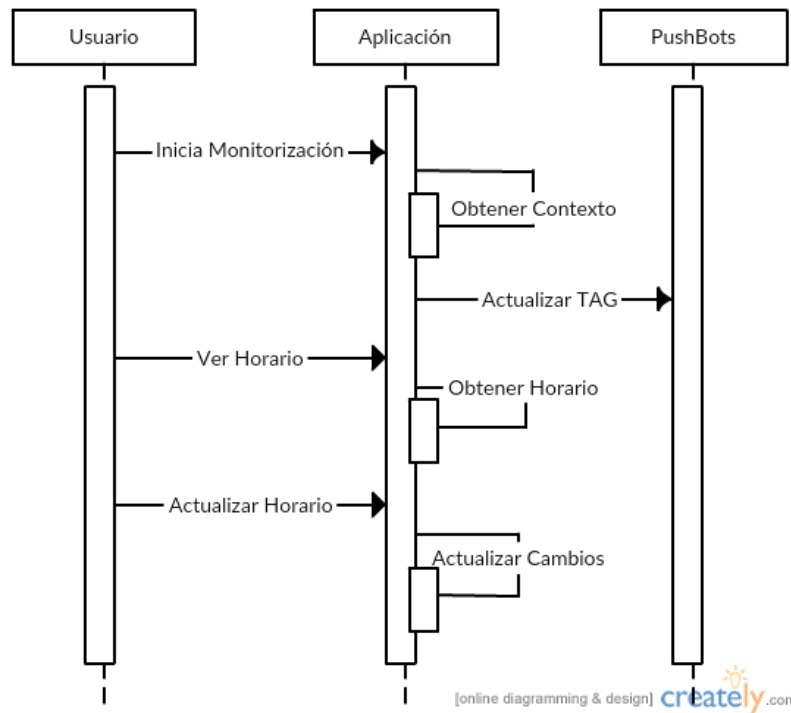 Usuario
Aplicación
PushBots
Inicia Monitorización
Obtener Contexto
Actualizar TAG
Ver Horario
Obtener Horario
Actualizar Horario
Actualizar Cambios
[online diagramming & design] creately.com